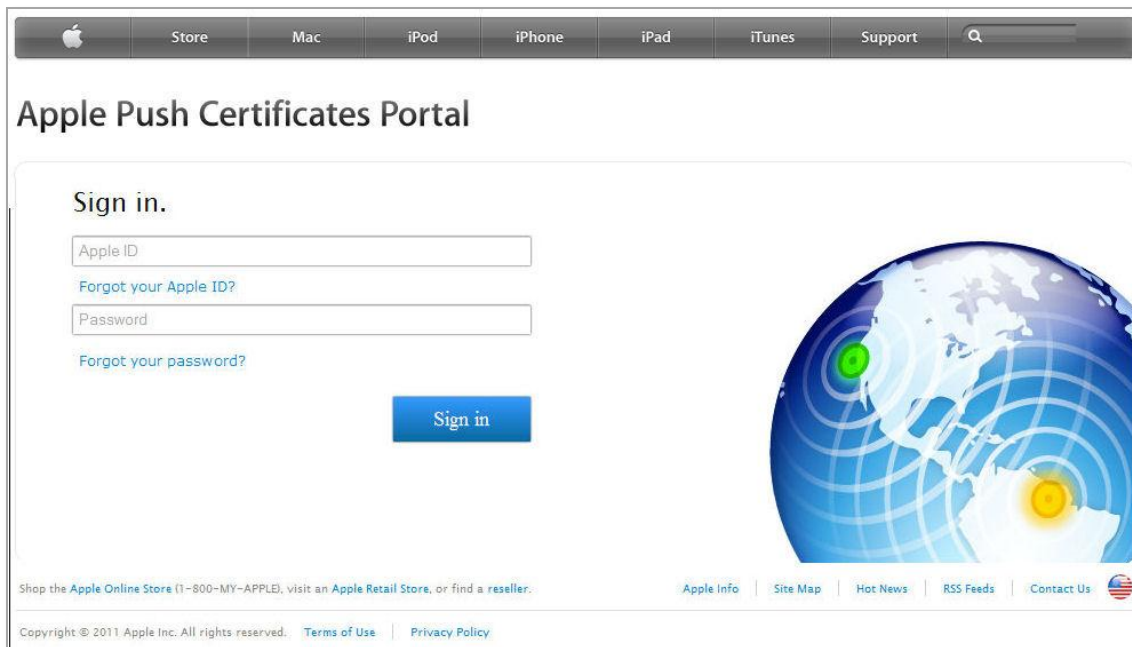 Store Mac iPod iPhone iPad iTunes Support
Apple Push Certificates Portal
Sign in.
Apple ID
Forgot your Apple ID?
Password
Forgot your password?
Sign in
Shop the Apple Online Store (1-800-MY-APPLE), visit an Apple Retail Store, or find a reseller. Apple Info Site Map Hot News RSS Feeds Contact Us
Copyright © 2011 Apple Inc. All rights reserved. Terms of Use Privacy Policy